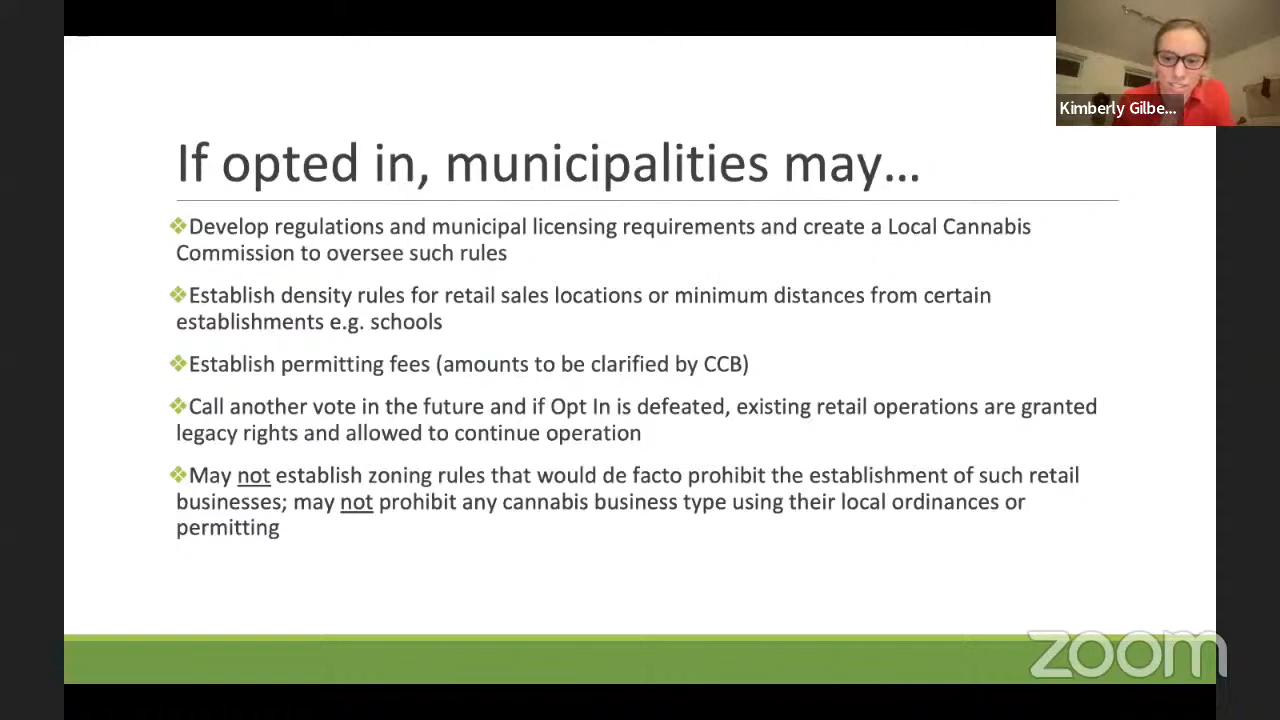 Kimberly Gilbe...
If opted in, municipalities may...
❖Develop regulations and municipal licensing requirements and create a Local Cannabis
Commission to oversee such rules
❖Establish density rules for retail sales locations or minimum distances from certain
establishments e.g. schools
❖Establish permitting fees (amounts to be clarified by CCB)
❖Call another vote in the future and if Opt In is defeated, existing retail operations are granted
legacy rights and allowed to continue operation
❖May not establish zoning rules that would de facto prohibit the establishment of such retail
businesses; may not prohibit any cannabis business type using their local ordinances or
permitting
zoom